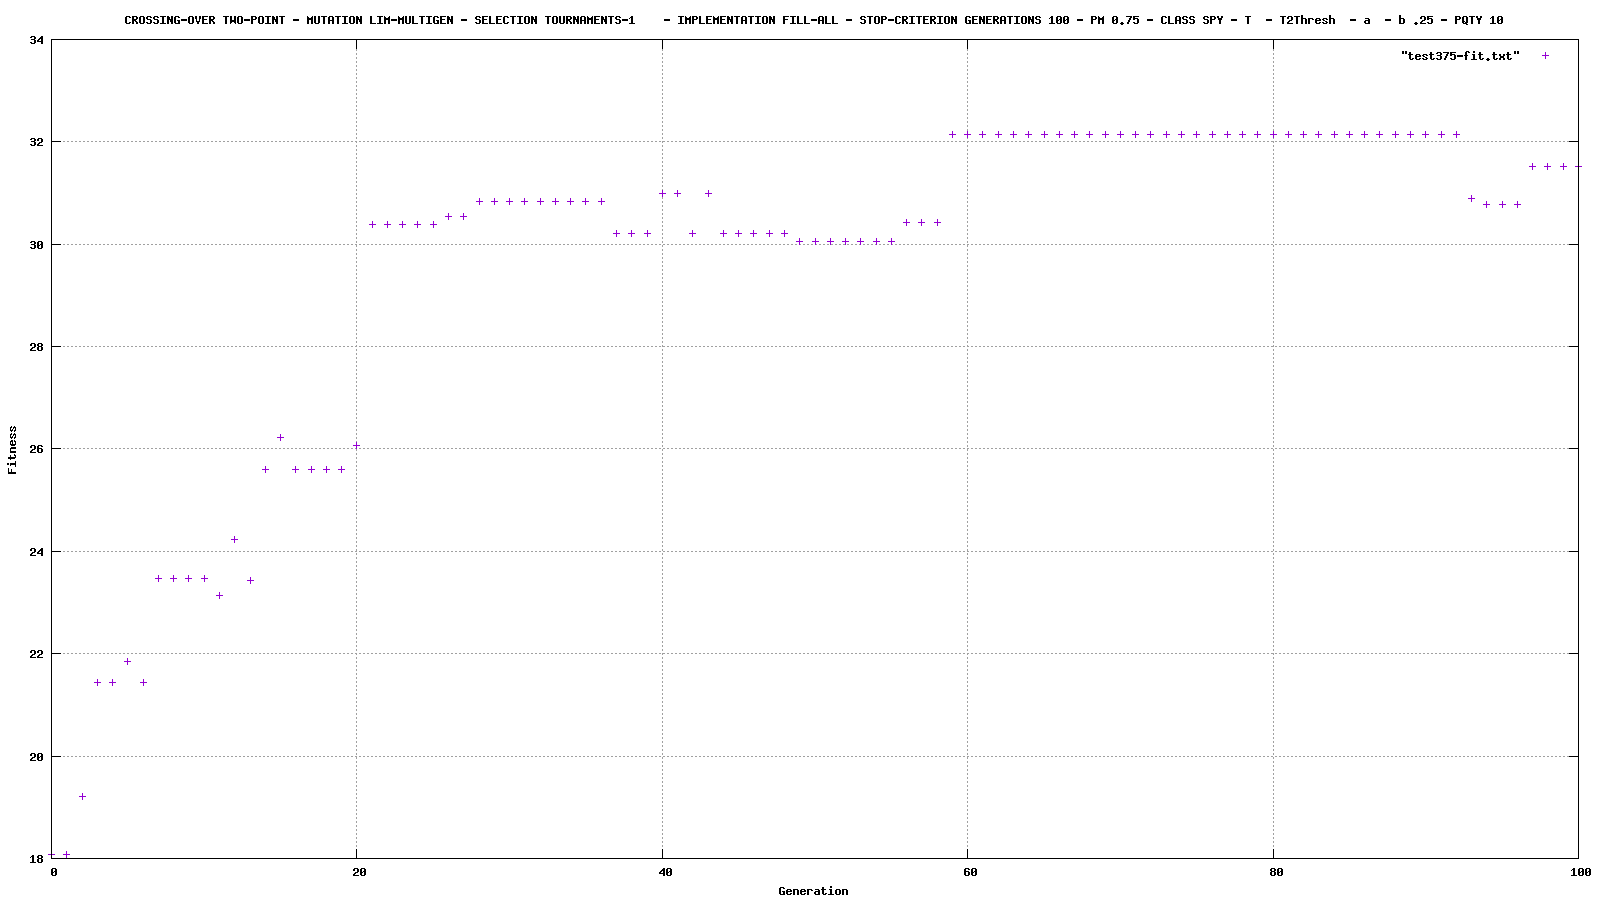 CROSSING-OVER TWO-POINT - MUTATION LIM-MULTIGEN - SELECTION TOURNAMENTS-1    - IMPLEMENTATION FILL-ALL - STOP-CRITERION GENERATIONS 100 - PM 0.75 - CLASS SPY - T  - T2Thresh  - a  - b .25 - PQTY 10
"test375-fit.txt"
34
32
30
28
26
24
22
20
18
Fitness
0 20 40 60 80 100
Generation